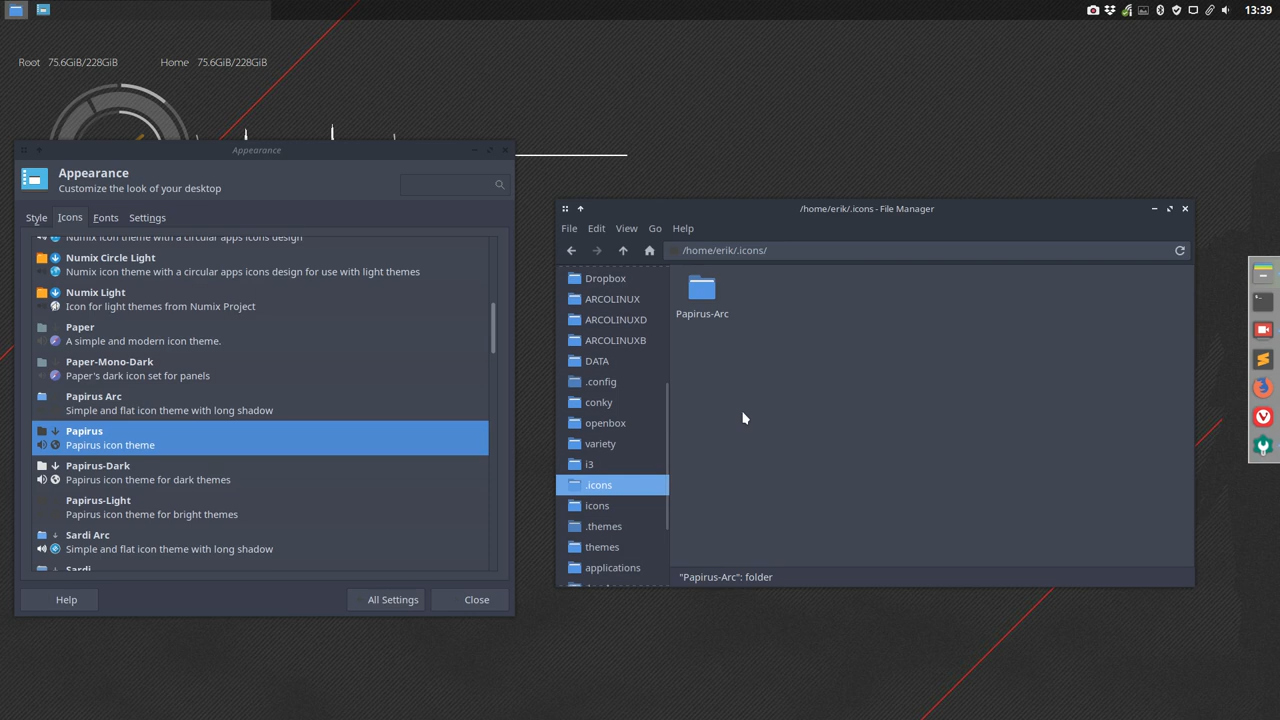 13:39
Root 75.6GiB/228GiB Home 75.6GiB/228GiB
Appearance
Appearance
Customize the look of your desktop
Style Icons Fonts Settings
Numix icon theme with a circular apps icons design
Numix Circle Light
Numix icon theme with a circular apps icons design for use with light themes
Numix Light
Icon for light themes from Numix Project
Paper
A simple and modern icon theme.
Paper-Mono-Dark
Paper's dark icon set for panels
Papirus Arc
Simple and flat icon theme with long shadow
Papirus
Papirus icon theme
Papirus-Dark
Papirus icon theme for dark themes
Papirus-Light
Papirus icon theme for bright themes
Sardi Arc
Simple and flat icon theme with long shadow
Sardi
Help All Settings Close
/home/erik/.icons - File Manager
File Edit View Go Help
/home/erik/.icons/
Dropbox
ARCOLINUX
ARCOLINUXD
ARCOLINUXB
DATA
.config
conky
openbox
variety
i3
.icons
icons
.themes
themes
applications
Papirus-Arc
"Papirus-Arc": folder